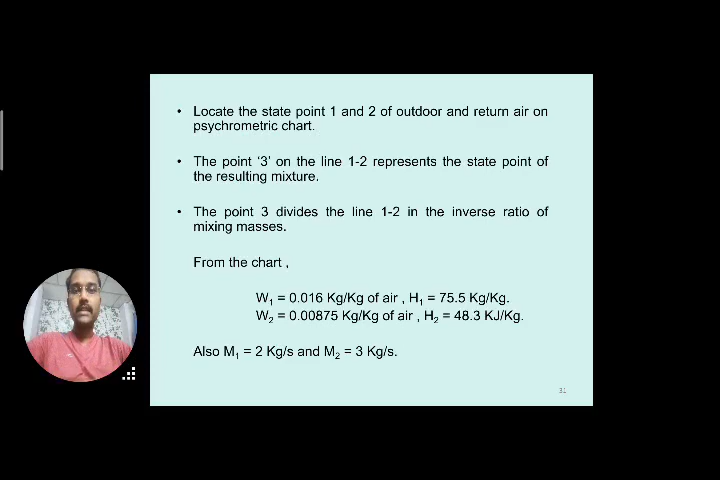 • Locate the state point 1 and 2 of outdoor and return air on
psychrometric chart.
• The point '3' on the line 1-2 represents the state point of
the resulting mixture.
• The point 3 divides the line 1-2 in the inverse ratio of
mixing masses.
From the chart ,
W₁ = 0.016 Kg/Kg of air , H₁ = 75.5 Kg/Kg.
W₂ = 0.00875 Kg/Kg of air , H₂ = 48.3 KJ/Kg.
Also M₁ = 2 Kg/s and M₂ = 3 Kg/s.
31